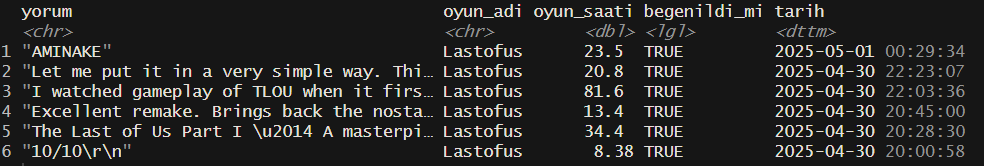 yorum oyun_adi oyun_saati begenildi_mi tarih
<chr> <chr> <dbl> <lgl> <dttm>
1 "AMINAKE" Lastofus 23.5 TRUE 2025-05-01 00:29:34
2 "Let me put it in a very simple way. Thi… Lastofus 20.8 TRUE 2025-04-30 22:23:07
3 "I watched gameplay of TLOU when it firs… Lastofus 81.6 TRUE 2025-04-30 22:03:36
4 "Excellent remake. Brings back the nosta… Lastofus 13.4 TRUE 2025-04-30 20:45:00
5 "The Last of Us Part I \u2014 A masterpi… Lastofus 34.4 TRUE 2025-04-30 20:28:30
6 "10/10\r\n" Lastofus 8.38 TRUE 2025-04-30 20:00:58